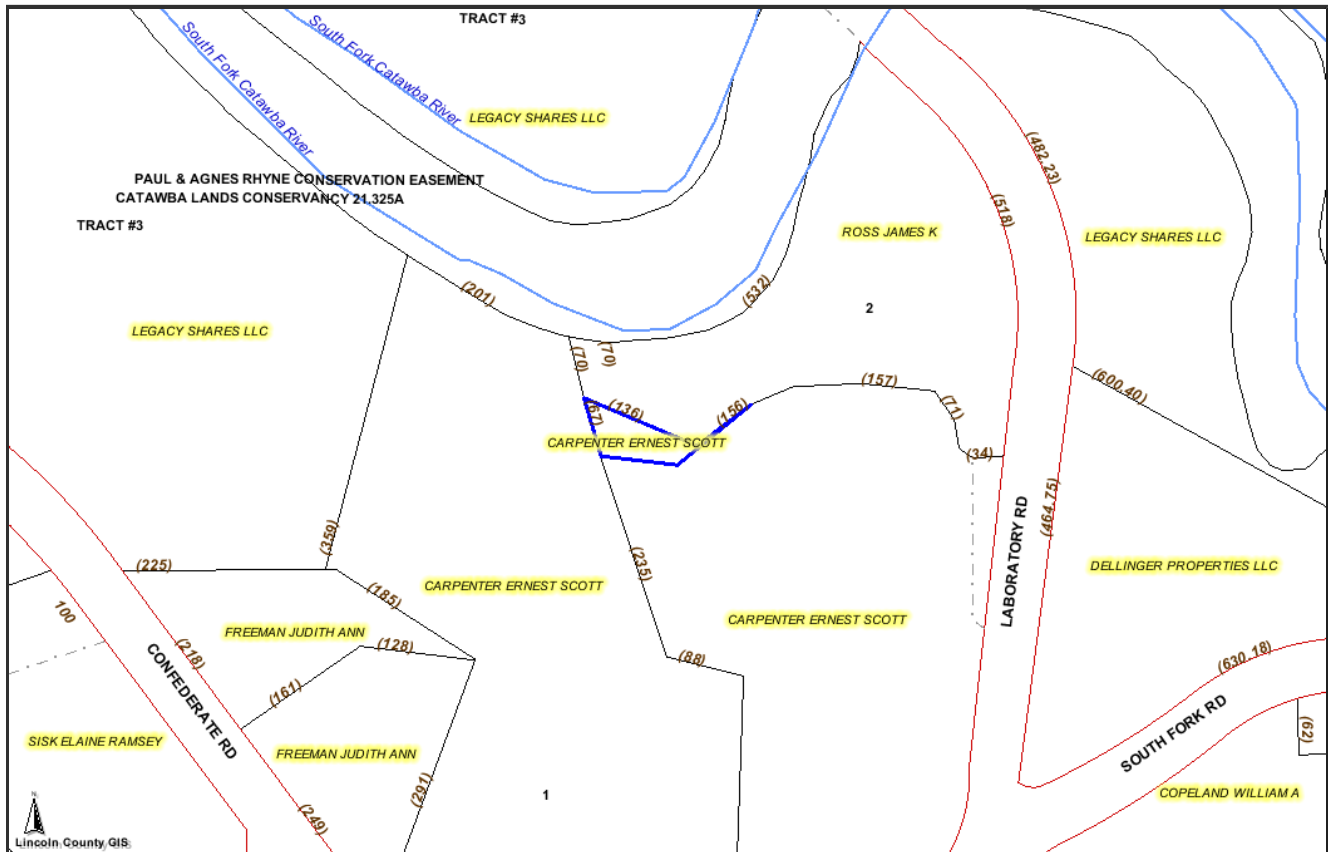 TRACT #3
South Fork Catawba River
South Fork Catawba River
LEGACY SHARES LLC
PAUL & AGNES RHYNE CONSERVATION EASEMENT
CATAWBA LANDS CONSERVANCY 21.325A
TRACT #3
(482.23)
(518)
ROSS JAMES K
LEGACY SHARES LLC
(201)
(532)
2
LEGACY SHARES LLC
(70)
(70)
(157)
(600.40)
(67)
(136)
(156)
(71)
CARPENTER ERNEST SCOTT
(34)
(464.75)
(359)
(225)
(235)
LABORATORY RD
DELLINGER PROPERTIES LLC
CARPENTER ERNEST SCOTT
(185)
100
CARPENTER ERNEST SCOTT
FREEMAN JUDITH ANN
(218)
(128)
(88)
(630.18)
CONFEDERATE RD
(161)
SISK ELAINE RAMSEY
FREEMAN JUDITH ANN
SOUTH FORK RD
(62)
(291)
1
COPELAND WILLIAM A
(249)
N
Lincoln County GIS